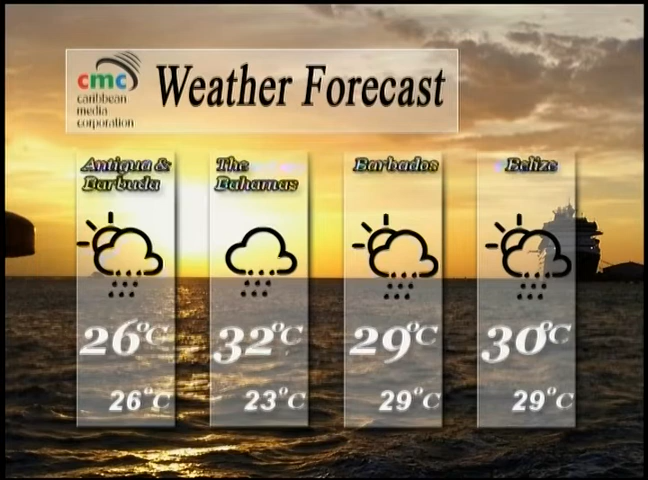 cmc
caribbean
media
corporation
Weather Forecast
Antigua &
Barbuda
The
Bahamas
Barbados
Belize
26°C
32°C
29°C
30°C
26°C
23°C
29°C
29°C